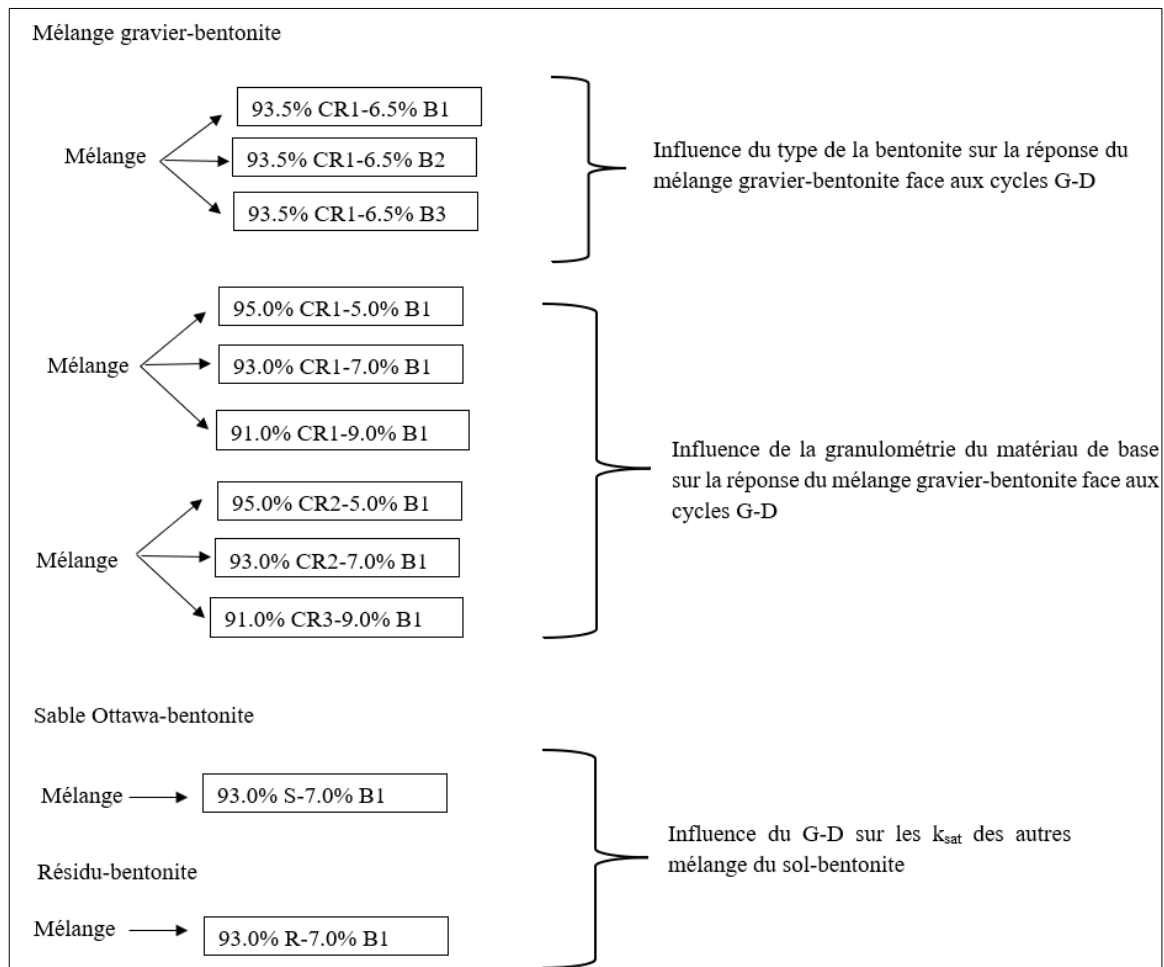 Mélange gravier-bentonite
93.5% CR1-6.5% B1
Mélange
93.5% CR1-6.5% B2
93.5% CR1-6.5% B3
Influence du type de la bentonite sur la réponse du
mélange gravier-bentonite face aux cycles G-D
95.0% CR1-5.0% B1
Mélange
93.0% CR1-7.0% B1
91.0% CR1-9.0% B1
95.0% CR2-5.0% B1
Mélange
93.0% CR2-7.0% B1
91.0% CR3-9.0% B1
Influence de la granulométrie du matériau de base
sur la réponse du mélange gravier-bentonite face aux
cycles G-D
Sable Ottawa-bentonite
Mélange
93.0% S-7.0% B1
Résidu-bentonite
Mélange
93.0% R-7.0% B1
Influence du G-D sur les ksat des autres
mélange du sol-bentonite